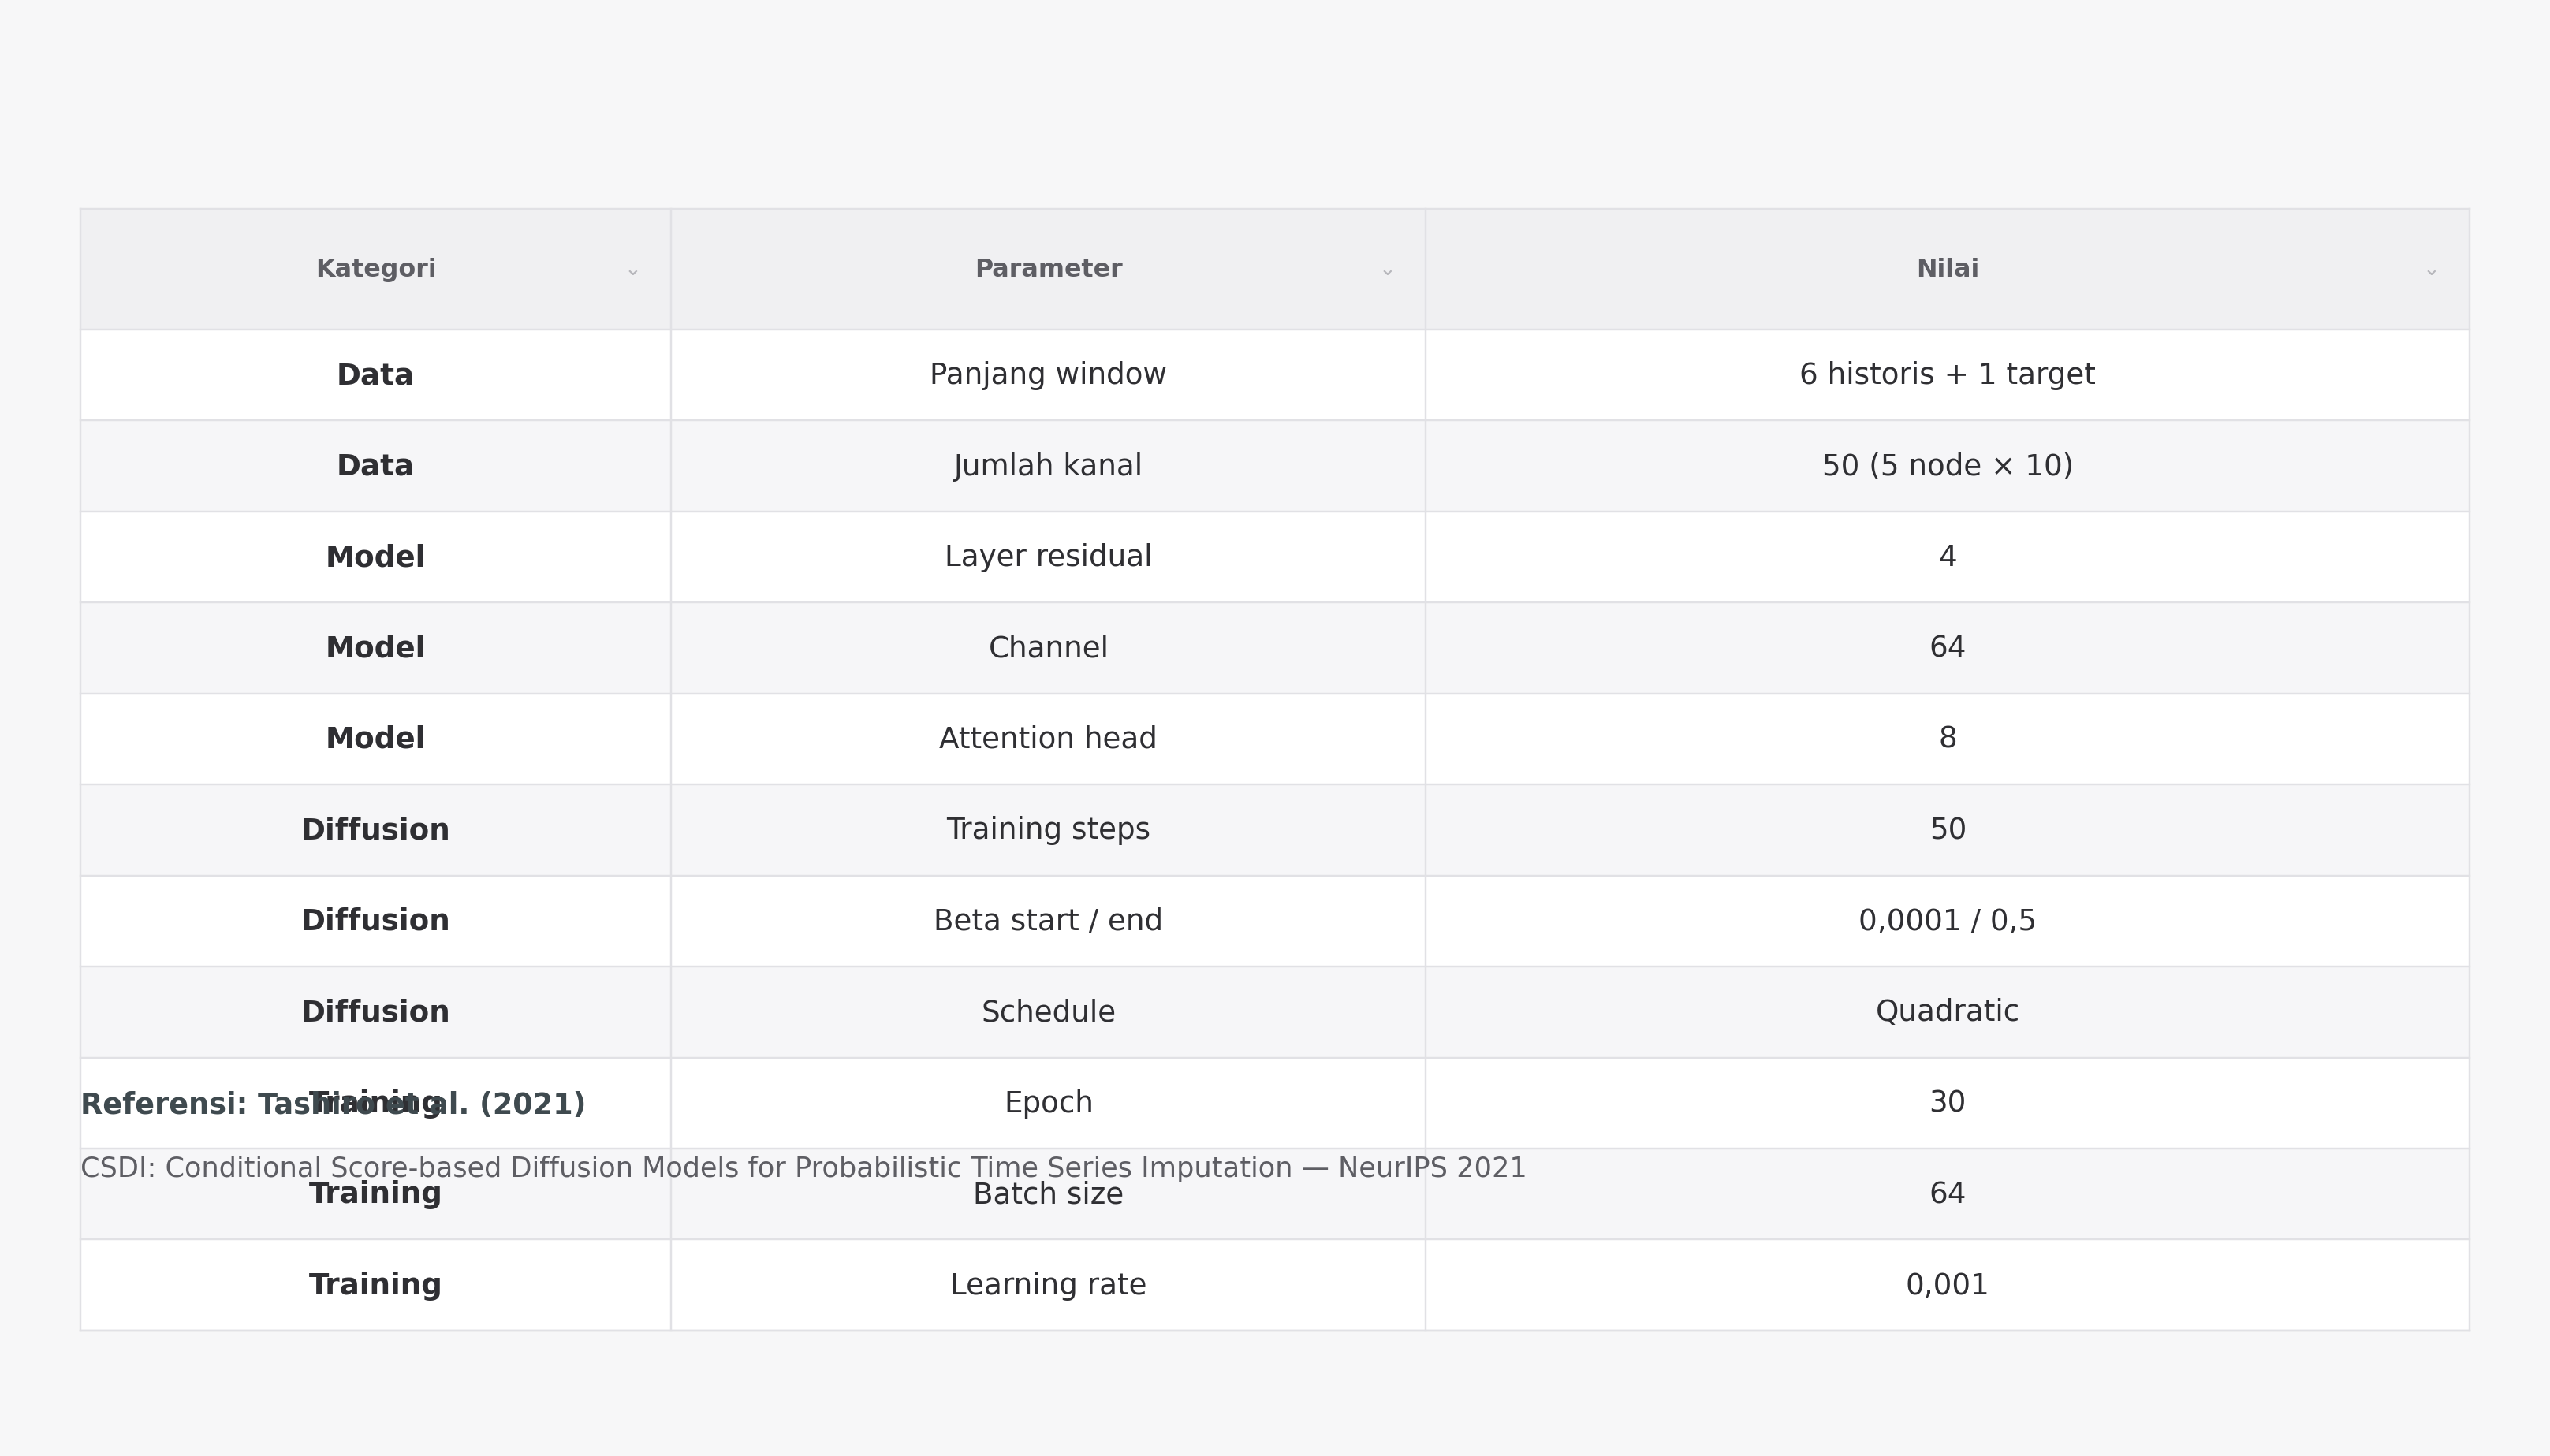 Kategori Parameter Nilai
Data Panjang window 6 historis + 1 target
Data Jumlah kanal 50 (5 node × 10)
Model Layer residual 4
Model Channel 64
Model Attention head 8
Diffusion Training steps 50
Diffusion Beta start / end 0,0001 / 0,5
Diffusion Schedule Quadratic
Training Epoch 30
Referensi: Tashiro et al. (2021)
CSDI: Conditional Score-based Diffusion Models for Probabilistic Time Series Imputation — NeurIPS 2021
Training Batch size 64
Training Learning rate 0,001